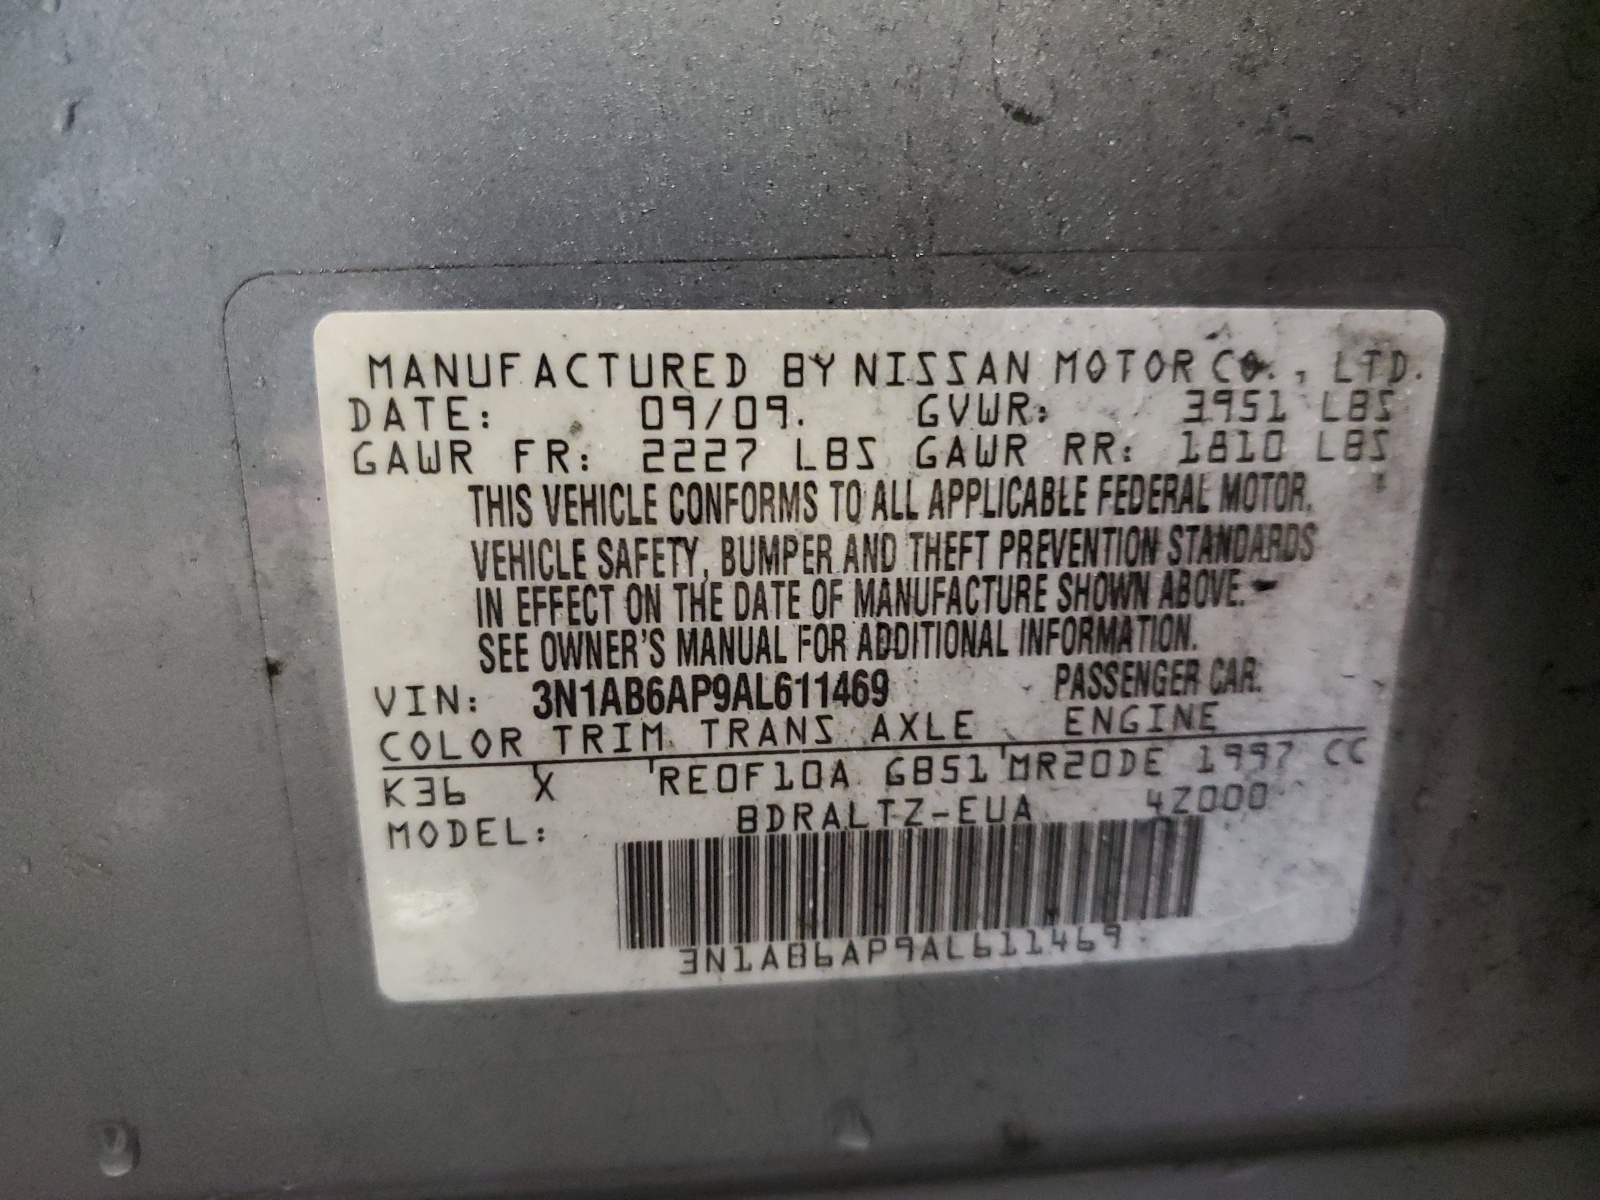 MANUFACTURED BY NISSAN MOTOR CO., LTD.
DATE: 09/09. GVWR: 3951 LBS
GAWR FR: 2227 LBS GAWR RR: 1810 LBS
THIS VEHICLE CONFORMS TO ALL APPLICABLE FEDERAL MOTOR,
VEHICLE SAFETY, BUMPER AND THEFT PREVENTION STANDARDS
IN EFFECT ON THE DATE OF MANUFACTURE SHOWN ABOVE.
SEE OWNER'S MANUAL FOR ADDITIONAL INFORMATION.
VIN: 3N1AB6AP9AL611469 PASSENGER CAR.
COLOR TRIM TRANS AXLE ENGINE
K36 X RE0F10A GB51 MR20DE 1997 CC
MODEL: BDRALTZ-EUA 4Z000
3N1AB6AP9AL611469